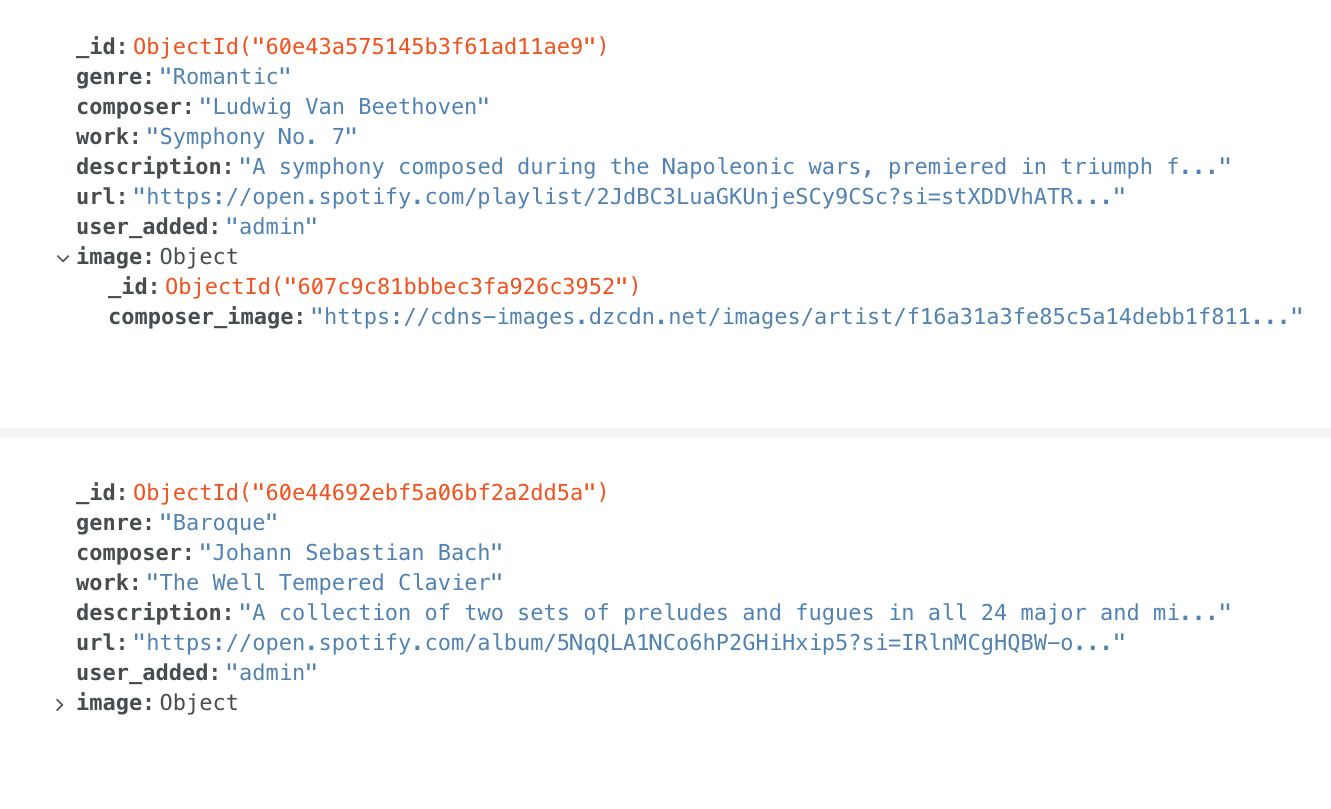 _id: ObjectId("60e43a575145b3f61ad11ae9")
genre: "Romantic"
composer: "Ludwig Van Beethoven"
work: "Symphony No. 7"
description: "A symphony composed during the Napoleonic wars, premiered in triumph f..."
url: "https://open.spotify.com/playlist/2JdBC3LuaGKUnjeSCy9CSc?si=stXDDVhATR..."
user_added: "admin"
image: Object
_id: ObjectId("607c9c81bbbec3fa926c3952")
composer_image: "https://cdns-images.dzcdn.net/images/artist/f16a31a3fe85c5a14debb1f811..."
_id: ObjectId("60e44692ebf5a06bf2a2dd5a")
genre: "Baroque"
composer: "Johann Sebastian Bach"
work: "The Well Tempered Clavier"
description: "A collection of two sets of preludes and fugues in all 24 major and mi..."
url: "https://open.spotify.com/album/5NqQLA1NCo6hP2GHiHxip5?si=IRlnMCgHQBW-o..."
user_added: "admin"
image: Object